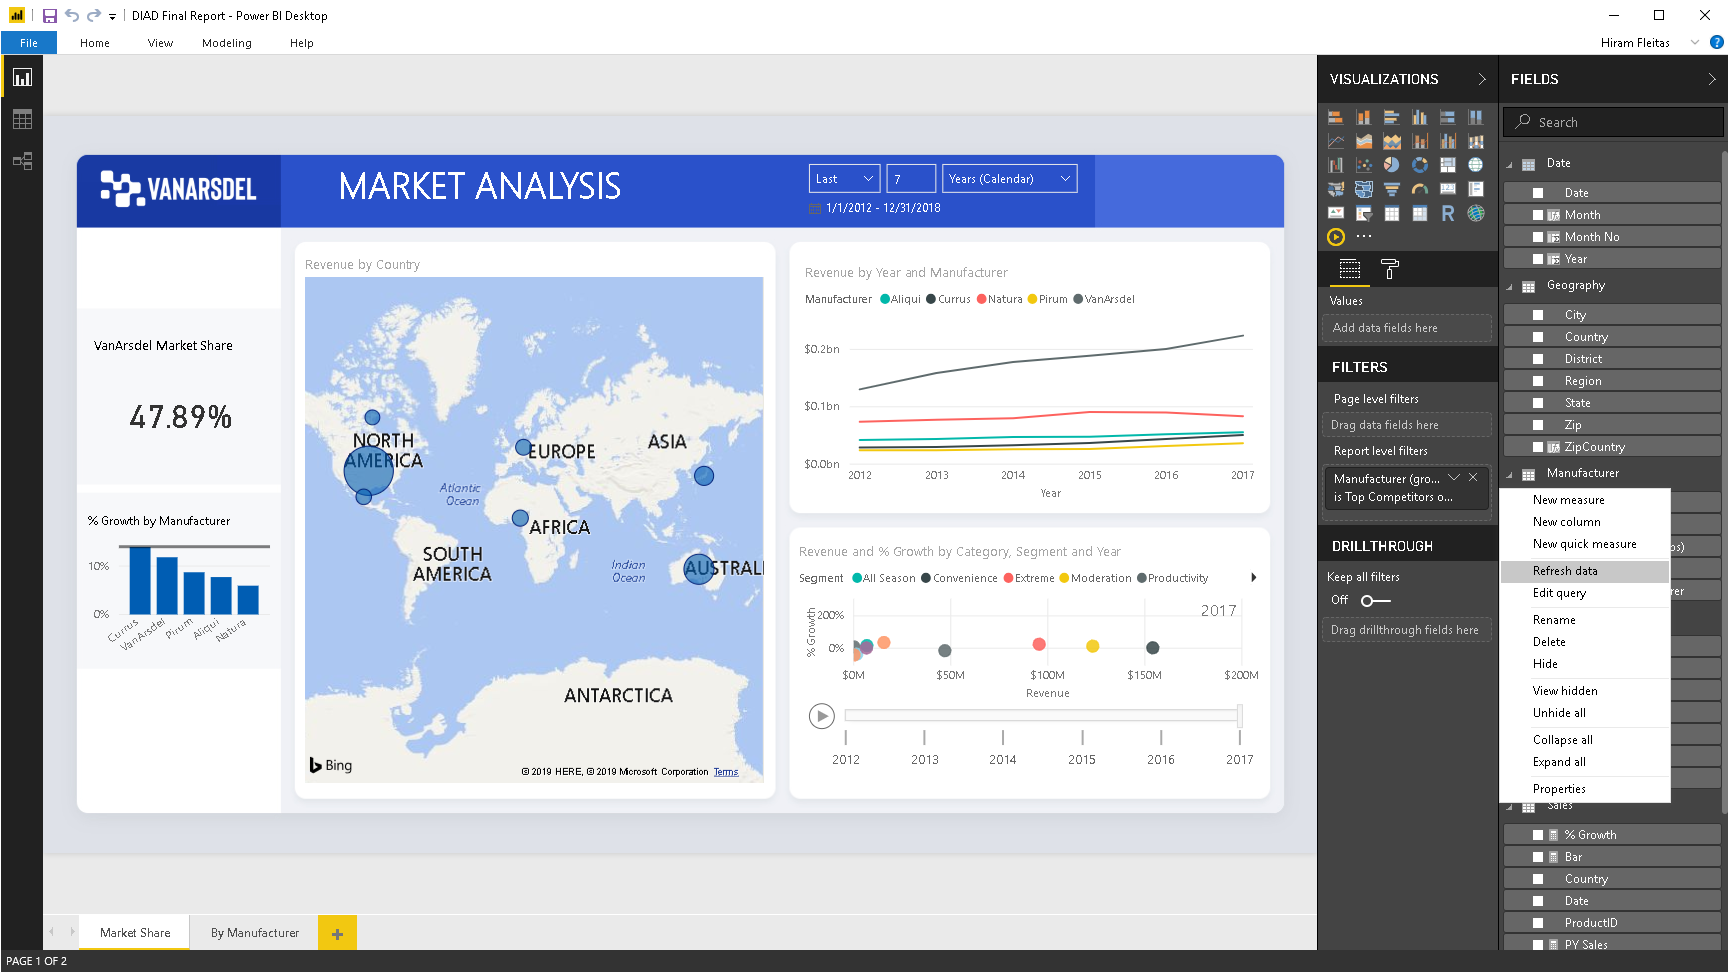 DIAD Final Report - Power BI Desktop
File Home View Modeling Help
Hiram Fleitas
?
VANARSDEL
MARKET ANALYSIS
Last 7 Years (Calendar)
1/1/2012 - 12/31/2018
VanArsdel Market Share
47.89%
% Growth by Manufacturer
10%
0%
Currus VanArsdel Pirum Aliqui Natura
Revenue by Country
NORTH
AMERICA
EUROPE
ASIA
Atlantic
Ocean
AFRICA
SOUTH
AMERICA
Indian
Ocean
AUSTRALI
ANTARCTICA
Bing
© 2019 HERE, © 2019 Microsoft Corporation Terms
Revenue by Year and Manufacturer
Manufacturer Aliqui Currus Natura Pirum VanArsdel
$0.2bn
$0.1bn
$0.0bn
2012 2013 2014 2015 2016 2017
Year
Revenue and % Growth by Category, Segment and Year
Segment All Season Convenience Extreme Moderation Productivity
2017
% Growth
200%
0%
$0M $50M $100M $150M $200M
Revenue
2012 2013 2014 2015 2016 2017
Market Share By Manufacturer +
PAGE 1 OF 2
VISUALIZATIONS
R
123
...
Values
Add data fields here
FILTERS
Page level filters
Drag data fields here
Report level filters
Manufacturer (gro...
is Top Competitors o...
DRILLTHROUGH
Keep all filters
Off
Drag drillthrough fields here
FIELDS
Search
Date
Date
Month
Month No
Year
Geography
City
Country
District
Region
State
Zip
ZipCountry
Manufacturer
New measure
New column
New quick measure
Refresh data
Edit query
Rename
Delete
Hide
View hidden
Unhide all
Collapse all
Expand all
Properties
Sales
% Growth
Bar
Country
Date
ProductID
PY Sales